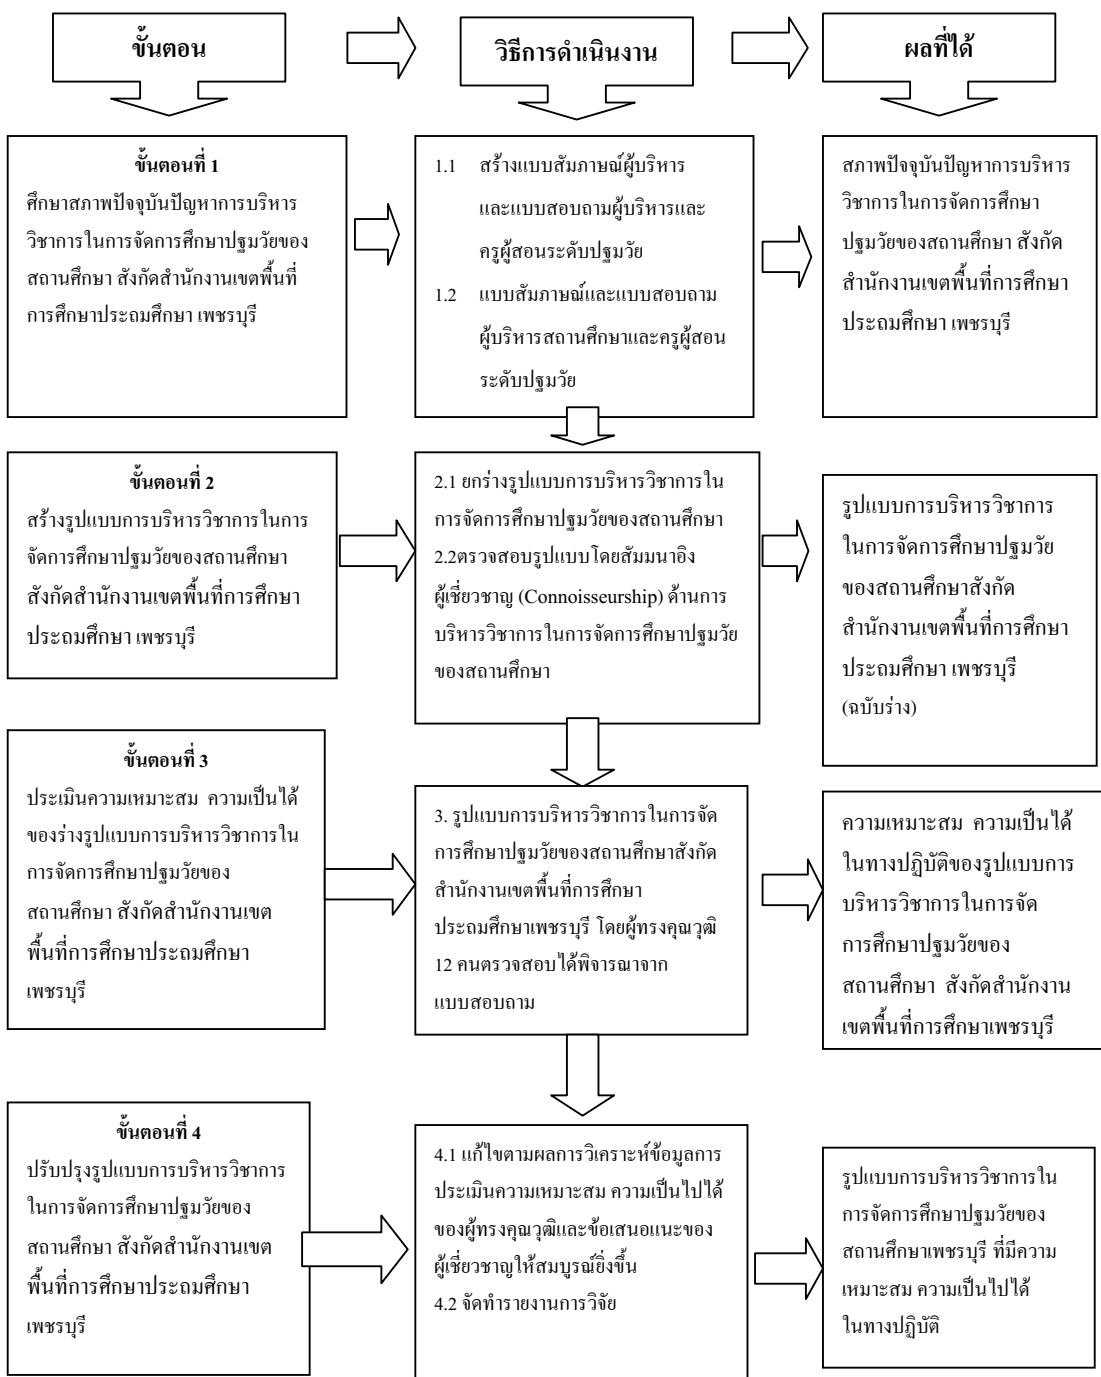 ขั้นตอน
วิธีการดำเนินงาน
ผลที่ได้
ขั้นตอนที่ 1
ศึกษาสภาพปัจจุบันปัญหาการบริหาร
วิชาการในการจัดการศึกษาปฐมวัยของ
สถานศึกษา สังกัดสำนักงานเขตพื้นที่
การศึกษาประถมศึกษา เพชรบุรี
1.1 สร้างแบบสัมภาษณ์ผู้บริหาร
และแบบสอบถามผู้บริหารและ
ครูผู้สอนระดับปฐมวัย
1.2 แบบสัมภาษณ์และแบบสอบถาม
ผู้บริหารสถานศึกษาและครูผู้สอน
ระดับปฐมวัย
สภาพปัจจุบันปัญหาการบริหาร
วิชาการในการจัดการศึกษา
ปฐมวัยของสถานศึกษา สังกัด
สำนักงานเขตพื้นที่การศึกษา
ประถมศึกษา เพชรบุรี
ขั้นตอนที่ 2
สร้างรูปแบบการบริหารวิชาการในการ
จัดการศึกษาปฐมวัยของสถานศึกษา
สังกัดสำนักงานเขตพื้นที่การศึกษา
ประถมศึกษา เพชรบุรี
2.1 ยกร่างรูปแบบการบริหารวิชาการใน
การจัดการศึกษาปฐมวัยของสถานศึกษา
2.2ตรวจสอบรูปแบบโดยสัมมนาอิง
ผู้เชี่ยวชาญ (Connoisseurship) ด้านการ
บริหารวิชาการในการจัดการศึกษาปฐมวัย
ของสถานศึกษา
รูปแบบการบริหารวิชาการ
ในการจัดการศึกษาปฐมวัย
ของสถานศึกษาสังกัด
สำนักงานเขตพื้นที่การศึกษา
ประถมศึกษา เพชรบุรี
(ฉบับร่าง)
ขั้นตอนที่ 3
ประเมินความเหมาะสม ความเป็นได้
ของร่างรูปแบบการบริหารวิชาการใน
การจัดการศึกษาปฐมวัยของ
สถานศึกษา สังกัดสำนักงานเขต
พื้นที่การศึกษาประถมศึกษา
เพชรบุรี
3. รูปแบบการบริหารวิชาการในการจัด
การศึกษาปฐมวัยของสถานศึกษาสังกัด
สำนักงานเขตพื้นที่การศึกษา
ประถมศึกษาเพชรบุรี โดยผู้ทรงคุณวุฒิ
12 คนตรวจสอบได้พิจารณาจาก
แบบสอบถาม
ความเหมาะสม ความเป็นได้
ในทางปฏิบัติของรูปแบบการ
บริหารวิชาการในการจัด
การศึกษาปฐมวัยของ
สถานศึกษา สังกัดสำนักงาน
เขตพื้นที่การศึกษาเพชรบุรี
ขั้นตอนที่ 4
ปรับปรุงรูปแบบการบริหารวิชาการ
ในการจัดการศึกษาปฐมวัยของ
สถานศึกษา สังกัดสำนักงานเขต
พื้นที่การศึกษาประถมศึกษา
เพชรบุรี
4.1 แก้ไขตามผลการวิเคราะห์ข้อมูลการ
ประเมินความเหมาะสม ความเป็นไปได้
ของผู้ทรงคุณวุฒิและข้อเสนอแนะของ
ผู้เชี่ยวชาญให้สมบูรณ์ยิ่งขึ้น
4.2 จัดทำรายงานการวิจัย
รูปแบบการบริหารวิชาการใน
การจัดการศึกษาปฐมวัยของ
สถานศึกษาเพชรบุรี ที่มีความ
เหมาะสม ความเป็นไปได้
ในทางปฏิบัติ